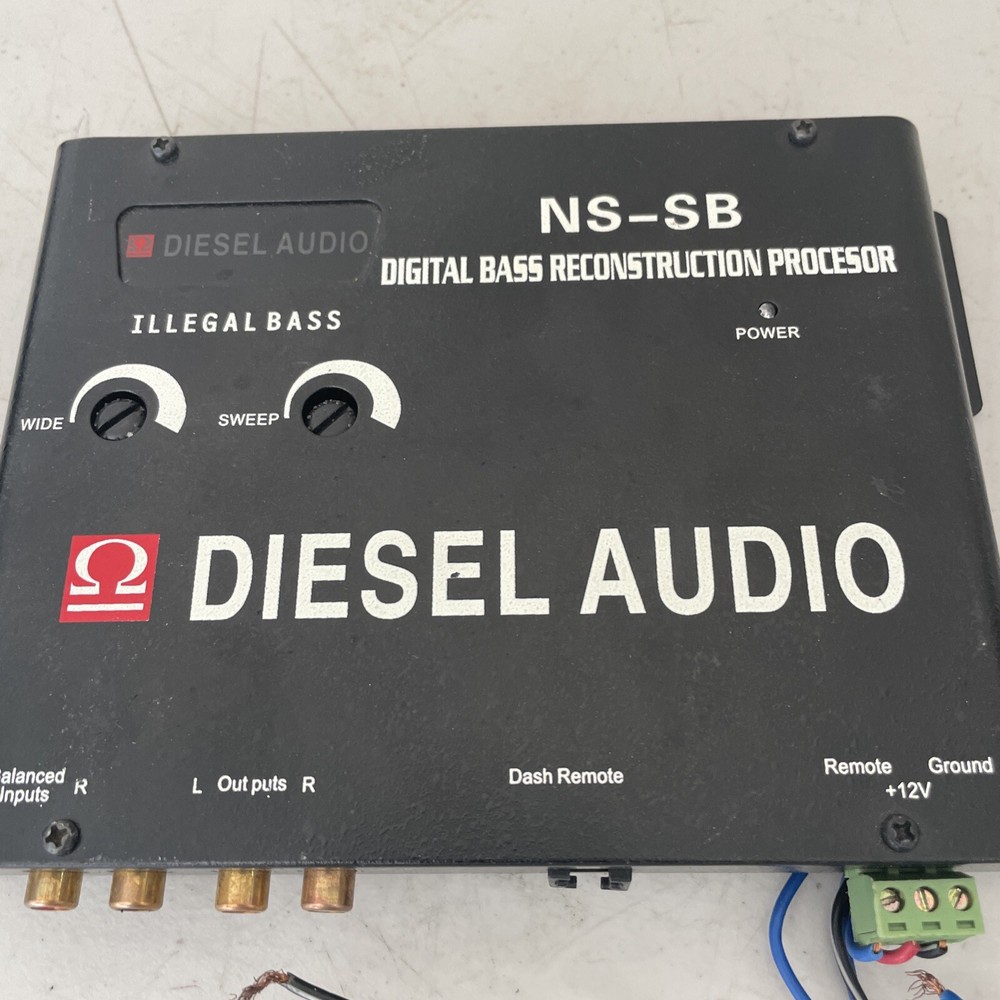 DIESEL AUDIO
NS-SB
DIGITAL BASS RECONSTRUCTION PROCESOR
ILLEGAL BASS
POWER
WIDE
SWEEP
Ω DIESEL AUDIO
alanced
Inputs
R
L Out puts R
Dash Remote
Remote
Ground
+12V